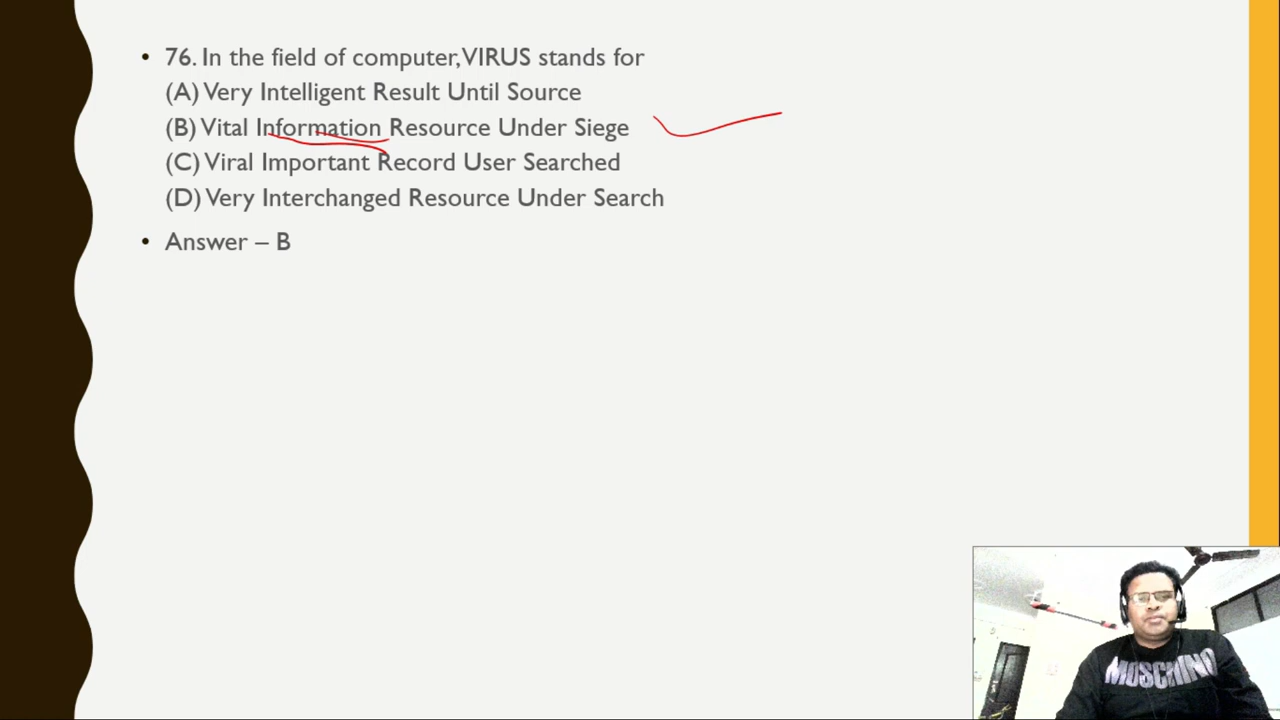 • 76. In the field of computer, VIRUS stands for
(A) Very Intelligent Result Until Source
(B) Vital Information Resource Under Siege
(C) Viral Important Record User Searched
(D) Very Interchanged Resource Under Search
• Answer – B
MOSCHINO